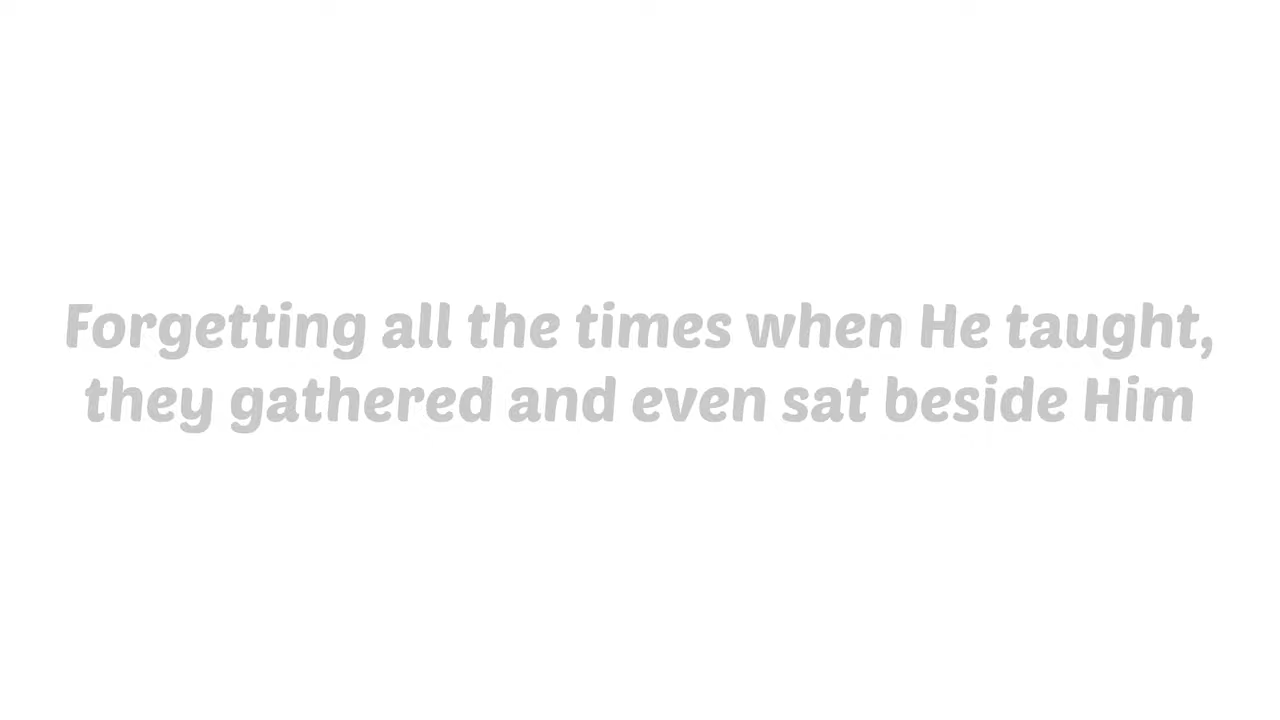 Forgetting all the times when He taught,
they gathered and even sat beside Him